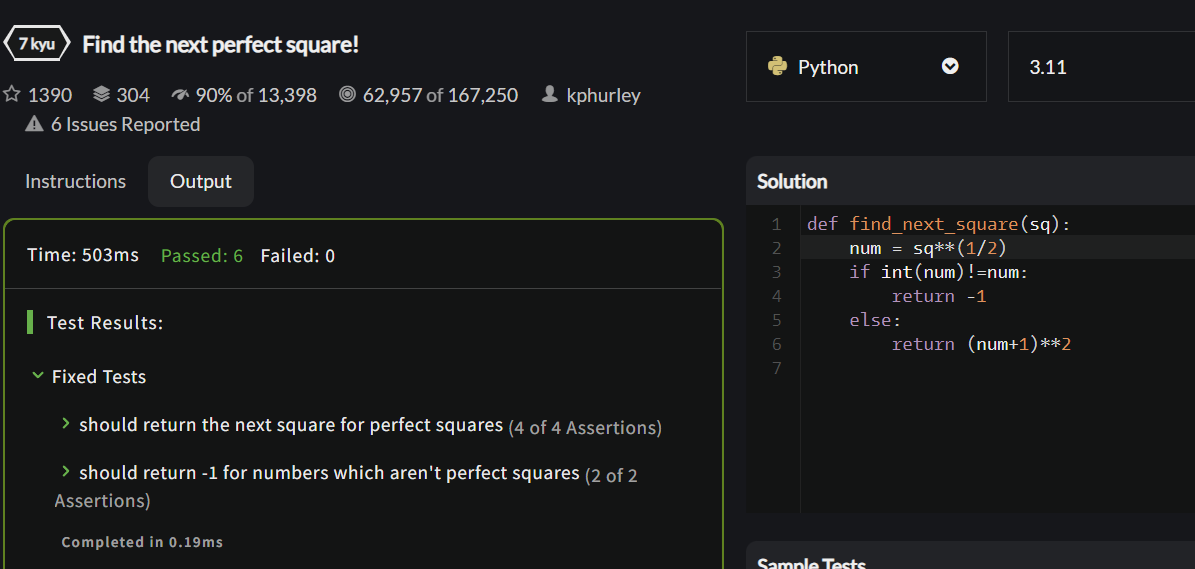 7 kyu Find the next perfect square!
1390 304 90% of 13,398 62,957 of 167,250 kphurley
6 Issues Reported
Python 3.11
Instructions Output
Time: 503ms Passed: 6 Failed: 0
Test Results:
Fixed Tests
should return the next square for perfect squares (4 of 4 Assertions)
should return -1 for numbers which aren't perfect squares (2 of 2
Assertions)
Completed in 0.19ms
Solution
1 def find_next_square(sq):
2     num = sq**(1/2)
3     if int(num)!=num:
4         return -1
5     else:
6         return (num+1)**2
7
Sample Tests